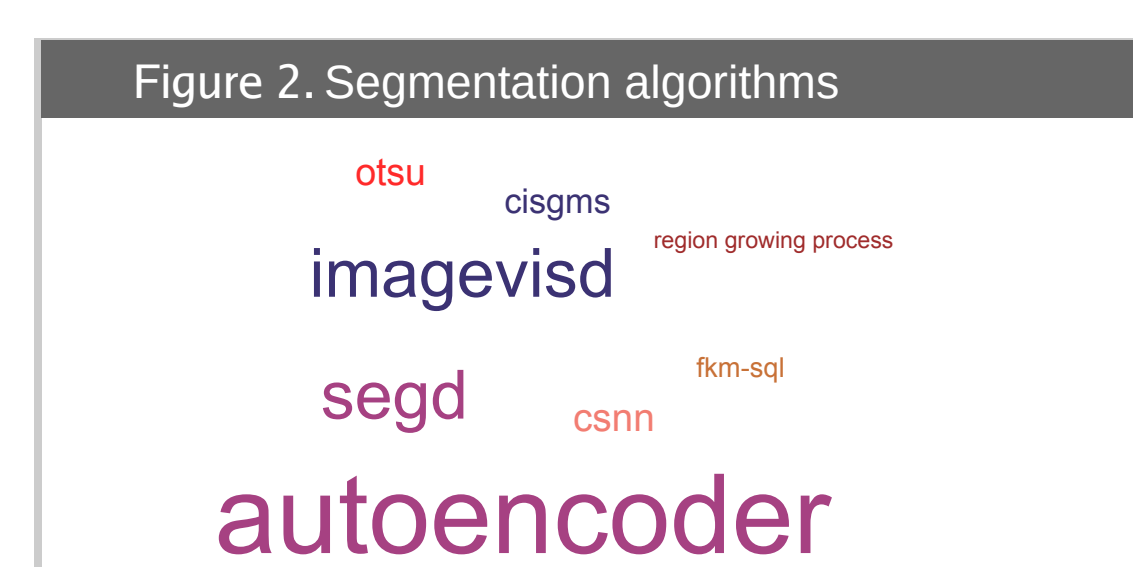 Figure 2. Segmentation algorithms
otsu
cisgms
region growing process
imagevisd
fkm-sql
segd
csnn
autoencoder